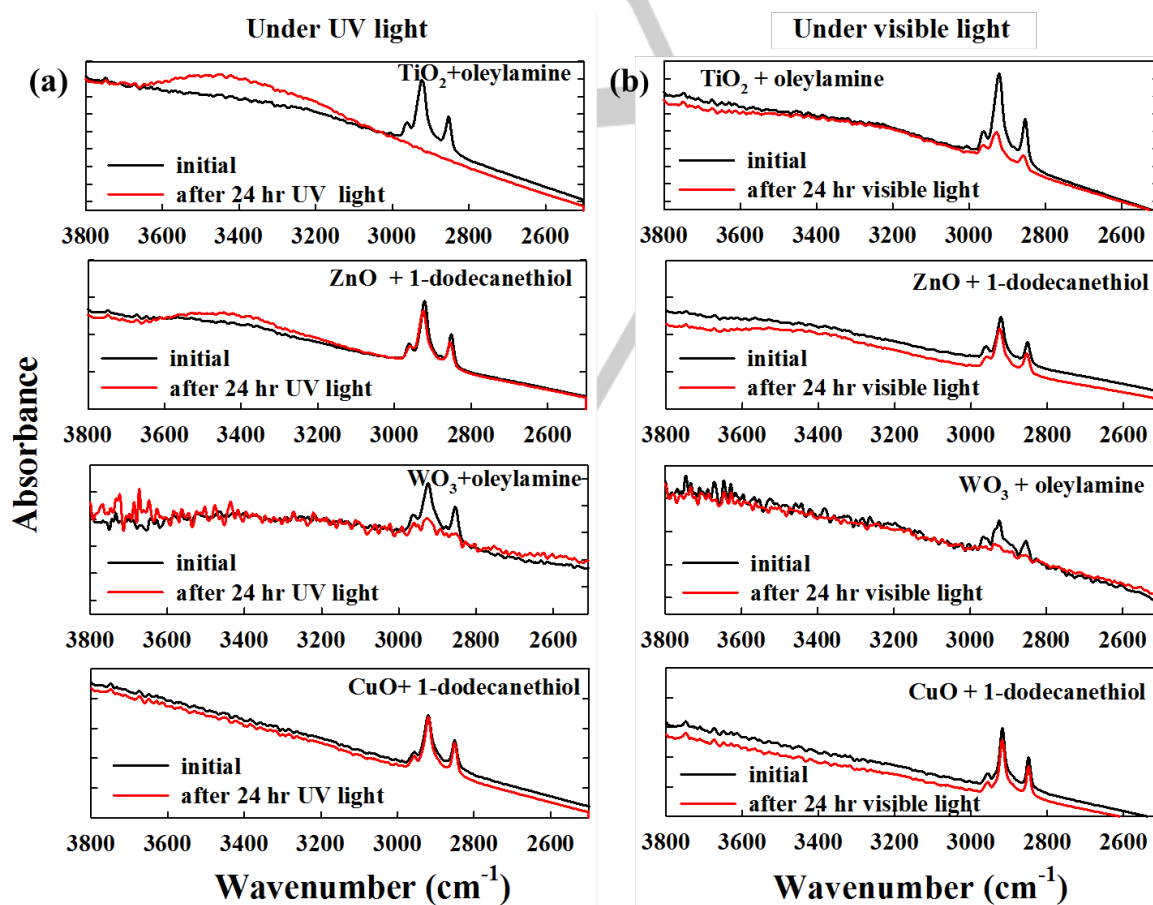 Under UV light
Under visible light
(a)
TiO2+oleylamine
initial
after 24 hr UV light
3800 3600 3400 3200 3000 2800 2600
ZnO + 1-dodecanethiol
initial
after 24 hr UV light
3800 3600 3400 3200 3000 2800 2600
WO3+oleylamine
initial
after 24 hr UV light
3800 3600 3400 3200 3000 2800 2600
CuO+ 1-dodecanethiol
initial
after 24 hr UV light
3800 3600 3400 3200 3000 2800 2600
Wavenumber (cm-1)
Absorbance
(b)
TiO2 + oleylamine
initial
after 24 hr visible light
3800 3600 3400 3200 3000 2800 2600
ZnO + 1-dodecanethiol
initial
after 24 hr visible light
3800 3600 3400 3200 3000 2800 2600
WO3 + oleylamine
initial
after 24 hr visible light
3800 3600 3400 3200 3000 2800 2600
CuO + 1-dodecanethiol
initial
after 24 hr visible light
3800 3600 3400 3200 3000 2800 2600
Wavenumber (cm-1)